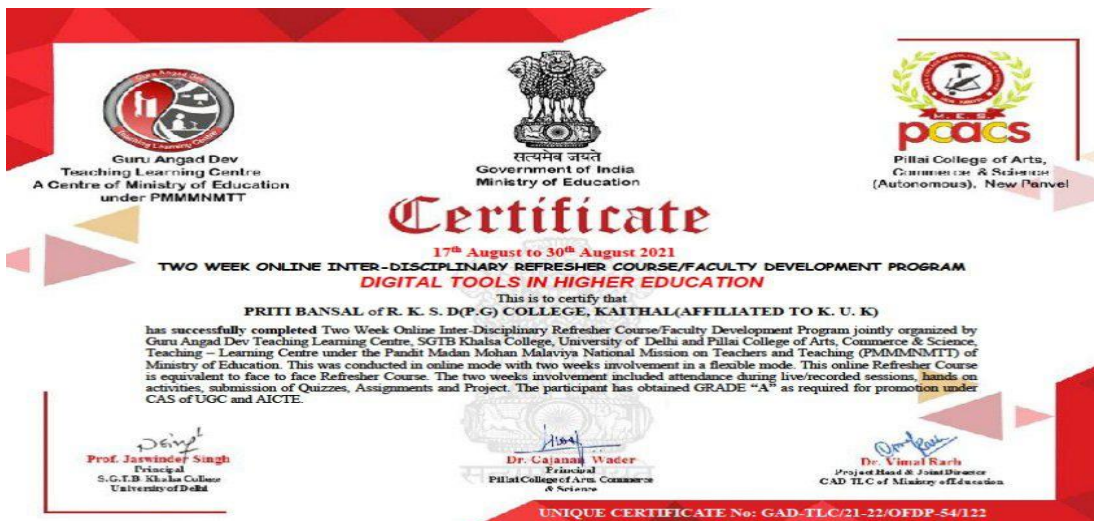 Guru Angad Dev
Teaching Learning Centre
Guru Angad Dev
Teaching Learning Centre
A Centre of Ministry of Education
under PMMMNMTT
सत्यमेव जयते
Government of India
Ministry of Education
M. E. S.
pcacs
Pillai College of Arts,
Commerce & Science
(Autonomous), New Panvel
Certificate
17th August to 30th August 2021
TWO WEEK ONLINE INTER-DISCIPLINARY REFRESHER COURSE/FACULTY DEVELOPMENT PROGRAM
DIGITAL TOOLS IN HIGHER EDUCATION
This is to certify that
PRITI BANSAL of R. K. S. D(P.G) COLLEGE, KAITHAL(AFFILIATED TO K. U. K)
has successfully completed Two Week Online Inter-Disciplinary Refresher Course/Faculty Development Program jointly organized by
Guru Angad Dev Teaching Learning Centre, SGTB Khalsa College, University of Delhi and Pillai College of Arts, Commerce & Science,
Teaching – Learning Centre under the Pandit Madan Mohan Malaviya National Mission on Teachers and Teaching (PMMMNMTT) of
Ministry of Education. This was conducted in online mode with two weeks involvement in a flexible mode. This online Refresher Course
is equivalent to face to face Refresher Course. The two weeks involvement included attendance during live/recorded sessions, hands on
activities, submission of Quizzes, Assignments and Project. The participant has obtained GRADE "A" as required for promotion under
CAS of UGC and AICTE.
Prof. Jaswinder Singh
Principal
S.G.T.B. Khalsa College
University of Delhi
Dr. Gajanan Wader
Principal
Pillai College of Arts, Commerce
& Science
Dr. Vimal Rarh
Project Head & Joint Director
GAD TLC of Ministry of Education
UNIQUE CERTIFICATE No: GAD-TLC/21-22/OFDP-54/122